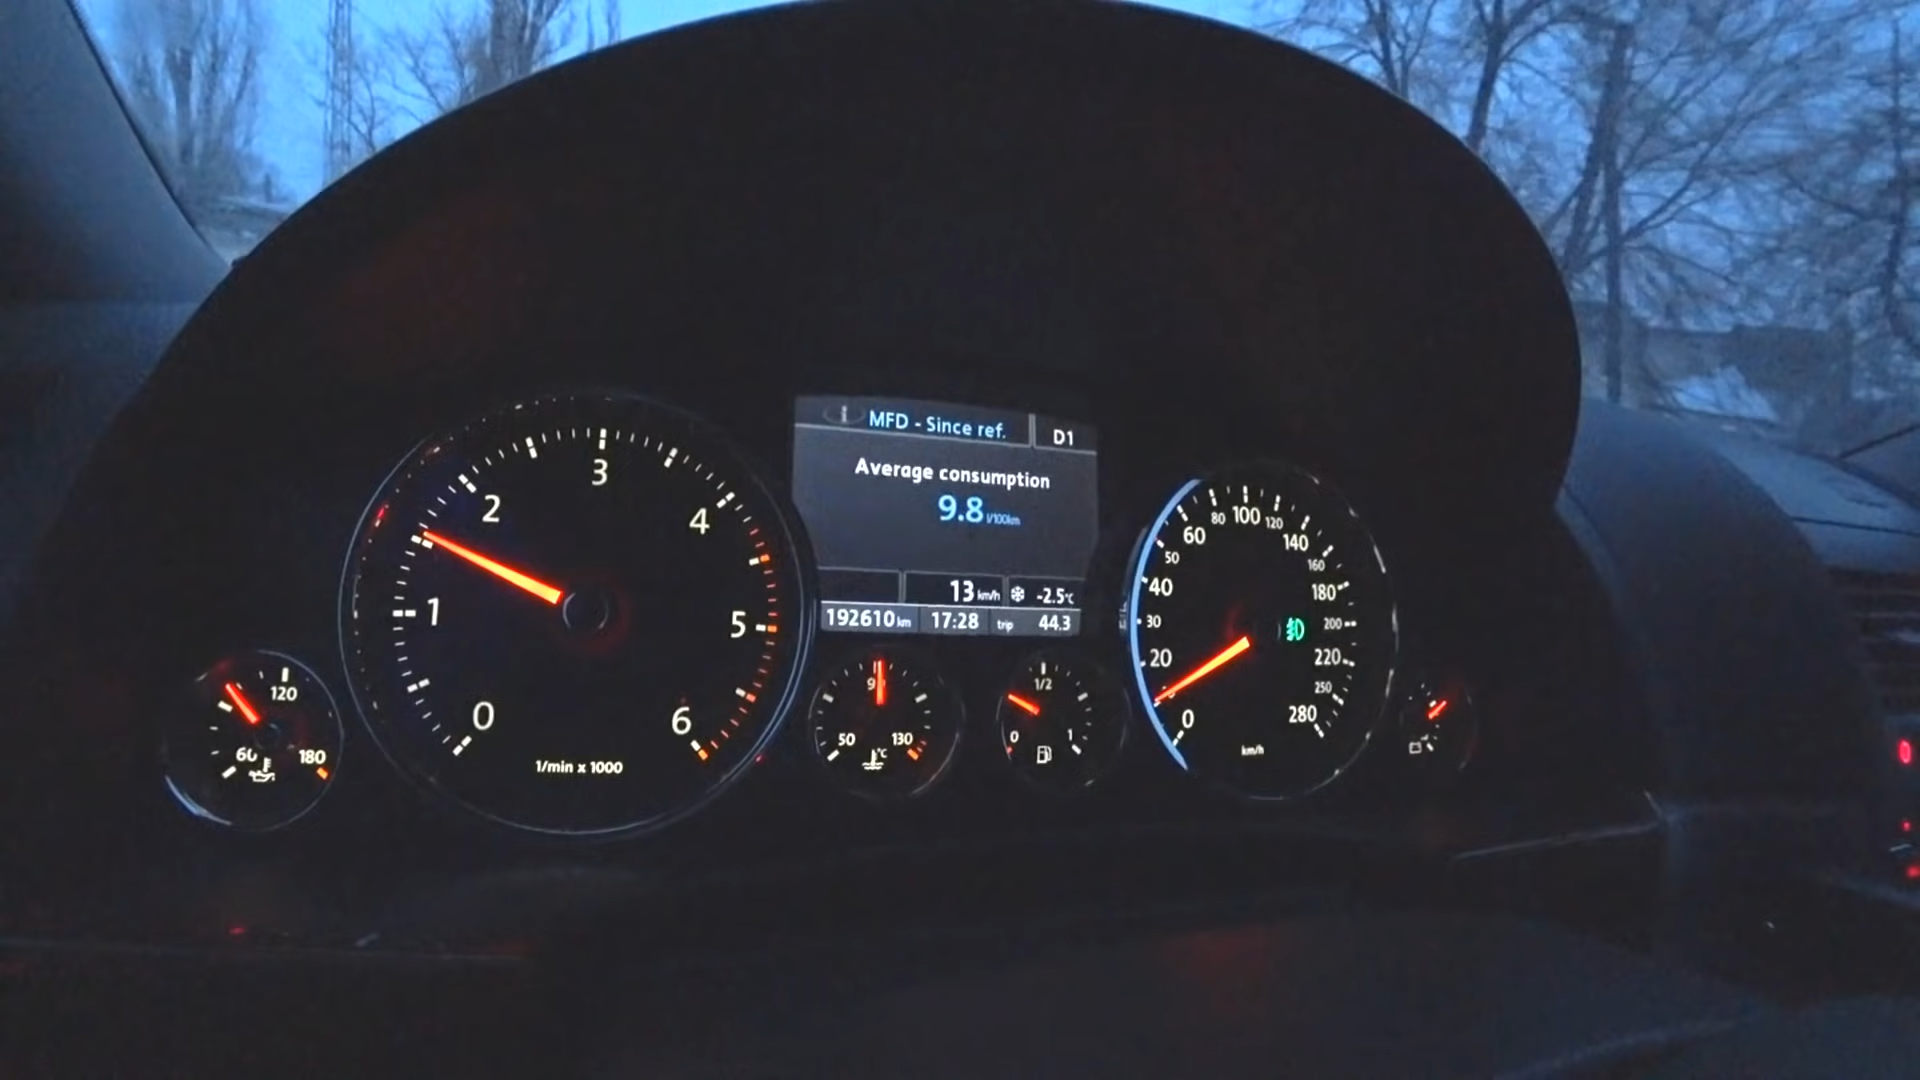 i MFD - Since ref. D1
Average consumption
9.8 l/100km
13 km/h -2.5°C
192610 km 17:28 trip 44.3
0 1 2 3 4 5 6
1/min x 1000
60 120 180
50 9 130
°C
0 1/2 1
0 20 30 40 50 60 80 100 120 140 160 180 200 220 250 280
km/h
0